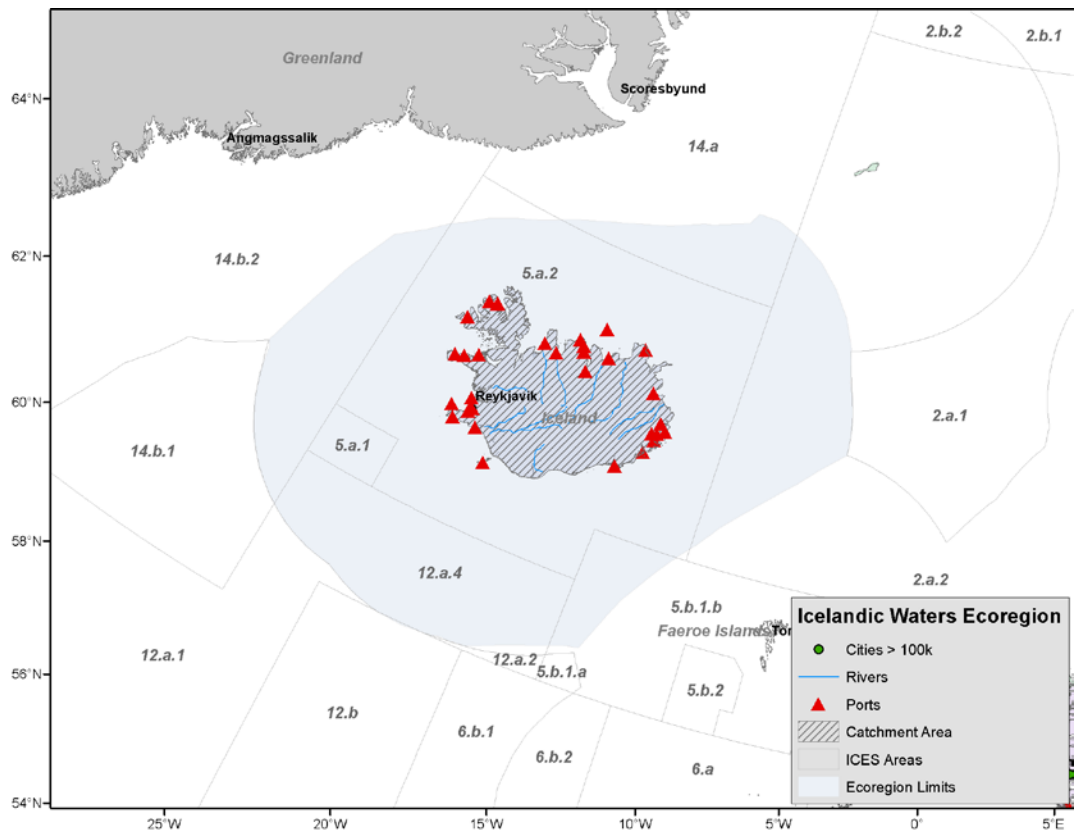 2.b.2
2.b.1
Greenland
Scoresbyund
64°N
Angmagssalik
14.a
62°N
14.b.2
5.a.2
Reykjavik
60°N
Iceland
2.a.1
5.a.1
14.b.1
58°N
12.a.4
2.a.2
5.b.1.b
Icelandic Waters Ecoregion
Faeroe Islands
Tor
Cities > 100k
12.a.1
12.a.2
5.b.1.a
56°N
Rivers
5.b.2
Ports
12.b
6.b.1
Catchment Area
6.b.2
ICES Areas
6.a
Ecoregion Limits
54°N
25°W
20°W
15°W
10°W
5°W
0°
5°E